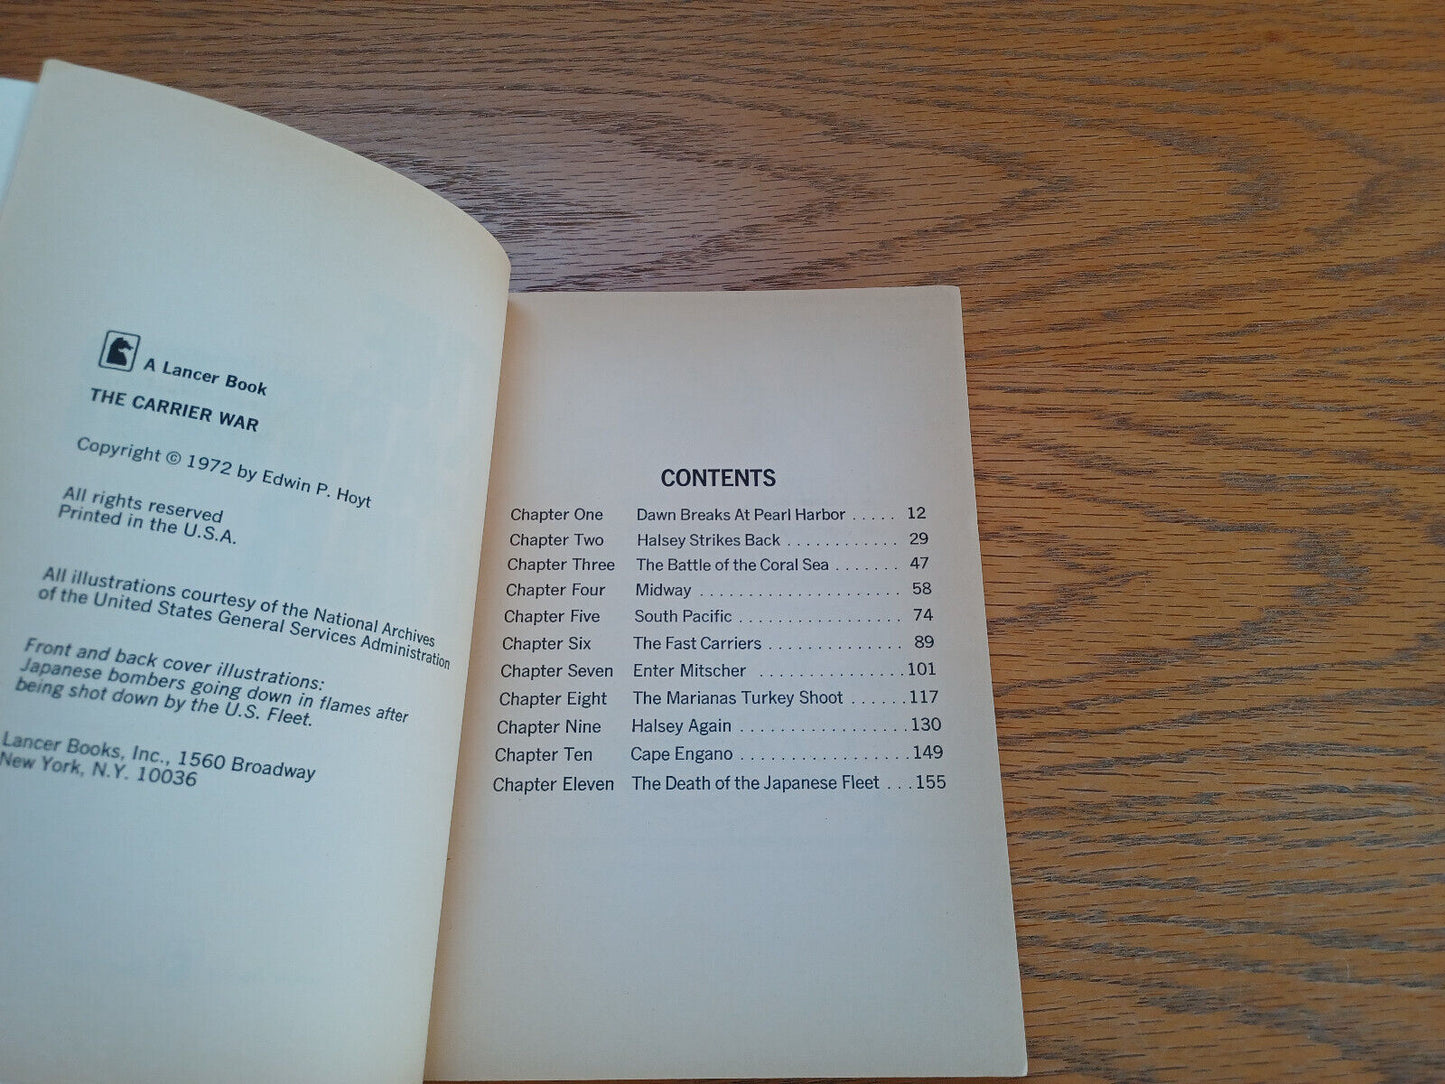 A Lancer Book
THE CARRIER WAR
Copyright © 1972 by Edwin P. Hoyt
All rights reserved
Printed in the U.S.A.
All illustrations courtesy of the National Archives
of the United States General Services Administration
Front and back cover illustrations:
Japanese bombers going down in flames after
being shot down by the U.S. Fleet.
Lancer Books, Inc., 1560 Broadway
New York, N.Y. 10036
CONTENTS
Chapter One Dawn Breaks At Pearl Harbor . . . . . 12
Chapter Two Halsey Strikes Back . . . . . . . . . . . . 29
Chapter Three The Battle of the Coral Sea . . . . . . . 47
Chapter Four Midway . . . . . . . . . . . . . . . . . . . . . 58
Chapter Five South Pacific . . . . . . . . . . . . . . . . . 74
Chapter Six The Fast Carriers . . . . . . . . . . . . . . 89
Chapter Seven Enter Mitscher . . . . . . . . . . . . . . . 101
Chapter Eight The Marianas Turkey Shoot . . . . . . 117
Chapter Nine Halsey Again . . . . . . . . . . . . . . . . . 130
Chapter Ten Cape Engano . . . . . . . . . . . . . . . . . 149
Chapter Eleven The Death of the Japanese Fleet . . . 155